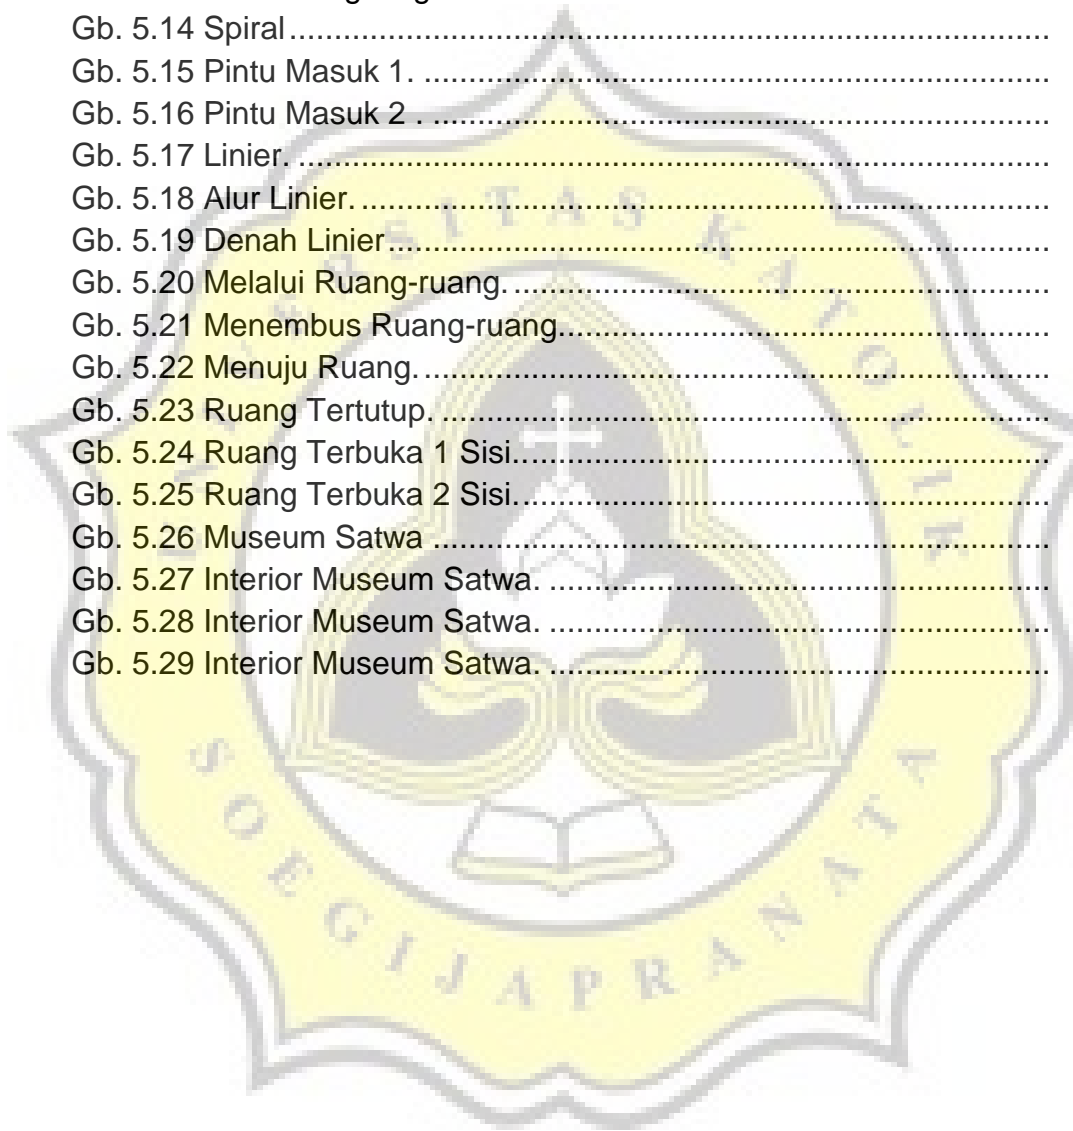 Gb. 5.14 Spiral ....................................................................................
Gb. 5.15 Pintu Masuk 1. ......................................................................
Gb. 5.16 Pintu Masuk 2 . .....................................................................
Gb. 5.17 Linier. ....................................................................................
Gb. 5.18 Alur Linier. .............................................................................
Gb. 5.19 Denah Linier..........................................................................
Gb. 5.20 Melalui Ruang-ruang. ............................................................
Gb. 5.21 Menembus Ruang-ruang.......................................................
Gb. 5.22 Menuju Ruang. ......................................................................
Gb. 5.23 Ruang Tertutup. ....................................................................
Gb. 5.24 Ruang Terbuka 1 Sisi............................................................
Gb. 5.25 Ruang Terbuka 2 Sisi. ...........................................................
Gb. 5.26 Museum Satwa .....................................................................
Gb. 5.27 Interior Museum Satwa. ........................................................
Gb. 5.28 Interior Museum Satwa. ........................................................
Gb. 5.29 Interior Museum Satwa. ........................................................
UNIVERSITAS KATOLIK
SOEGIJAPRANATA